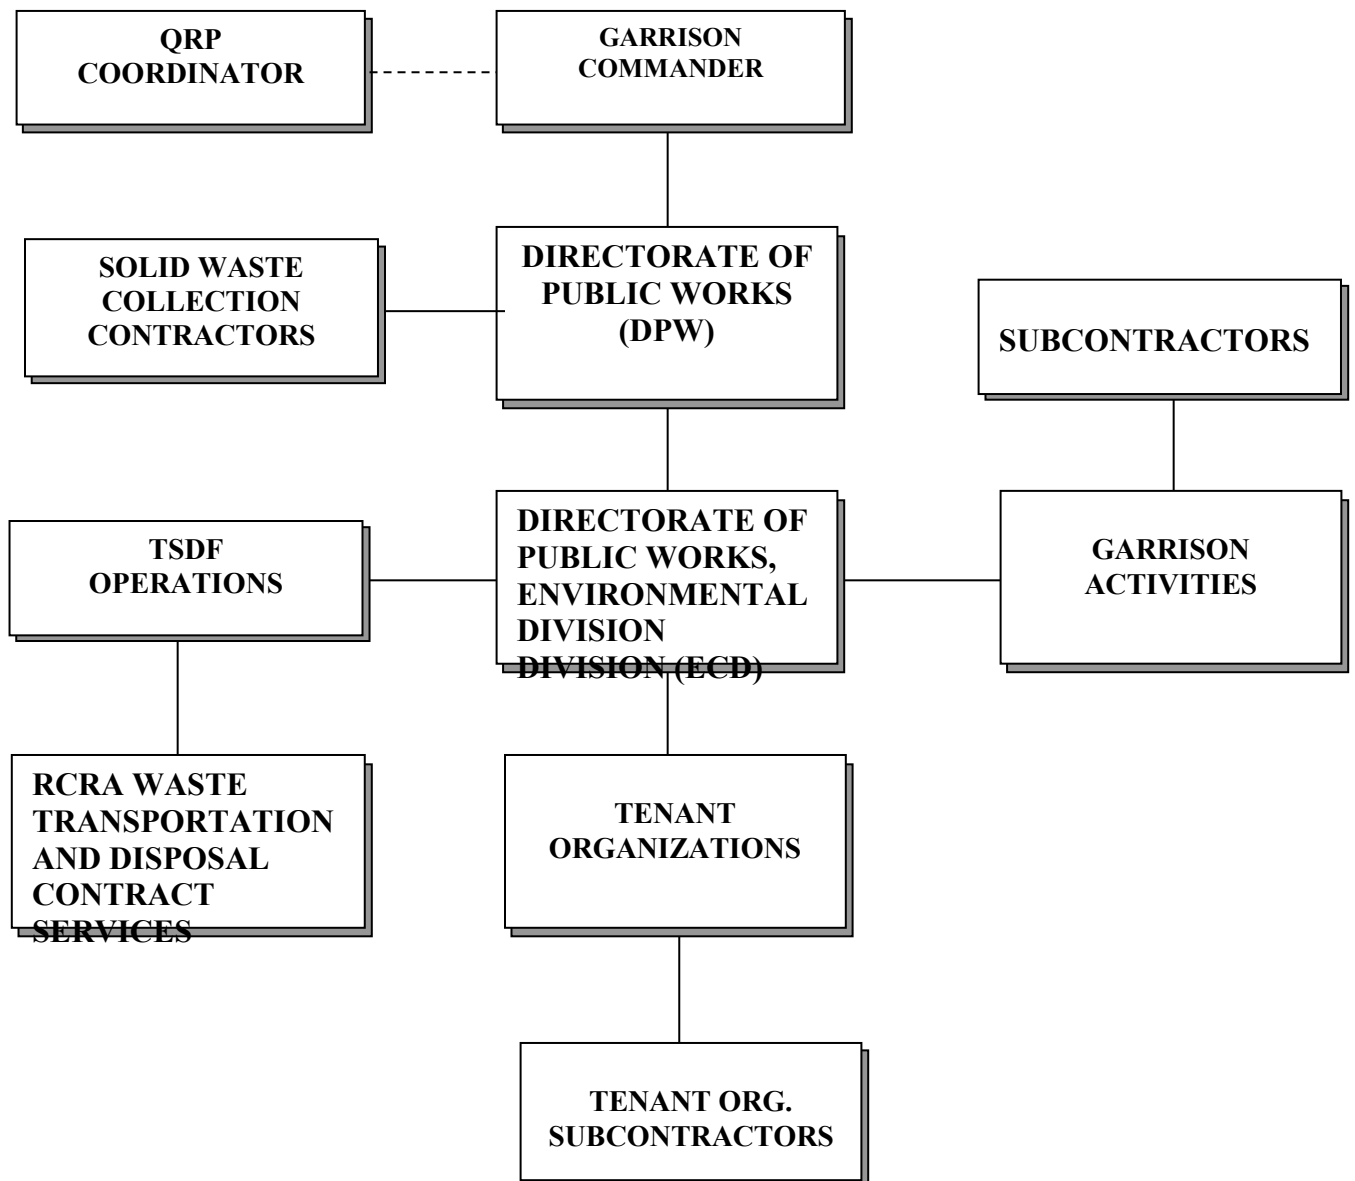 QRP
COORDINATOR
GARRISON
COMMANDER
SOLID WASTE
COLLECTION
CONTRACTORS
DIRECTORATE OF
PUBLIC WORKS
(DPW)
SUBCONTRACTORS
TSDF
OPERATIONS
DIRECTORATE OF
PUBLIC WORKS,
ENVIRONMENTAL
DIVISION
DIVISION (ECD)
GARRISON
ACTIVITIES
RCRA WASTE
TRANSPORTATION
AND DISPOSAL
CONTRACT
SERVICES
TENANT
ORGANIZATIONS
TENANT ORG.
SUBCONTRACTORS